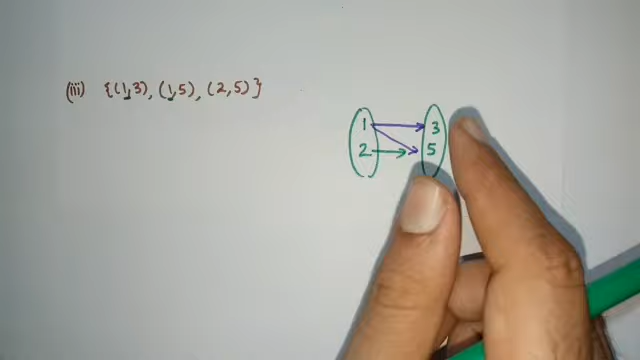 (iii) {(1,3), (1,5), (2,5)}
1 3
2 5